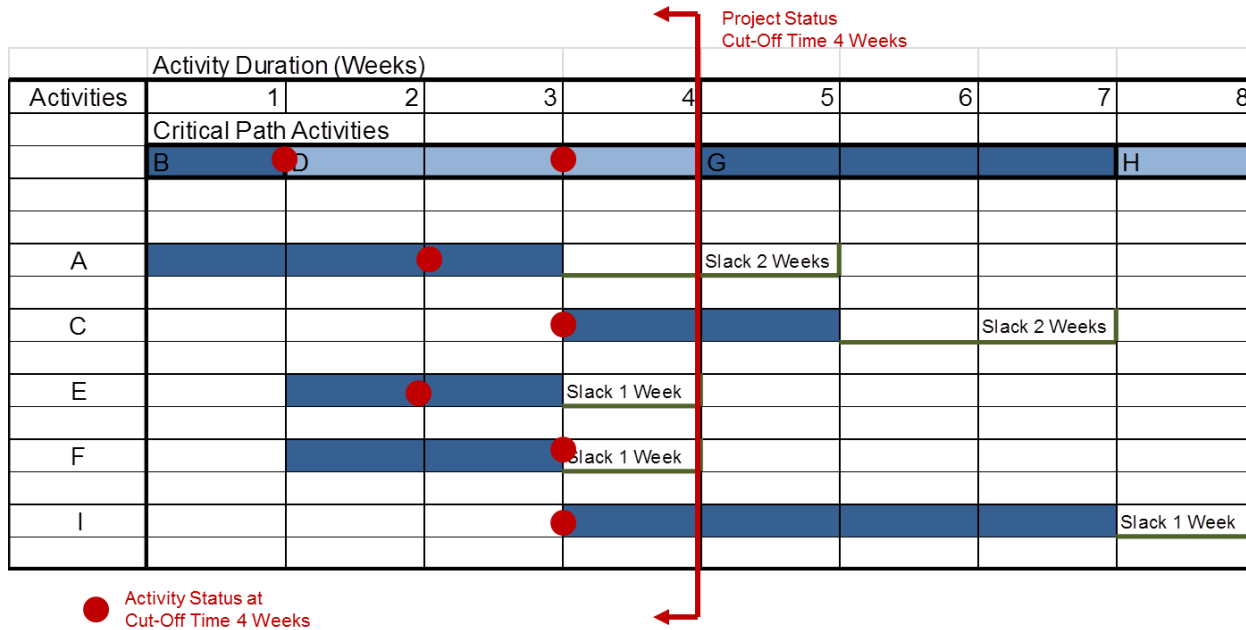 Project Status
Cut-Off Time 4 Weeks
Activity Duration (Weeks)
Activities 1 2 3 4 5 6 7 8
Critical Path Activities
B D G H
A Slack 2 Weeks
C Slack 2 Weeks
E Slack 1 Week
F Slack 1 Week
I Slack 1 Week
Activity Status at
Cut-Off Time 4 Weeks